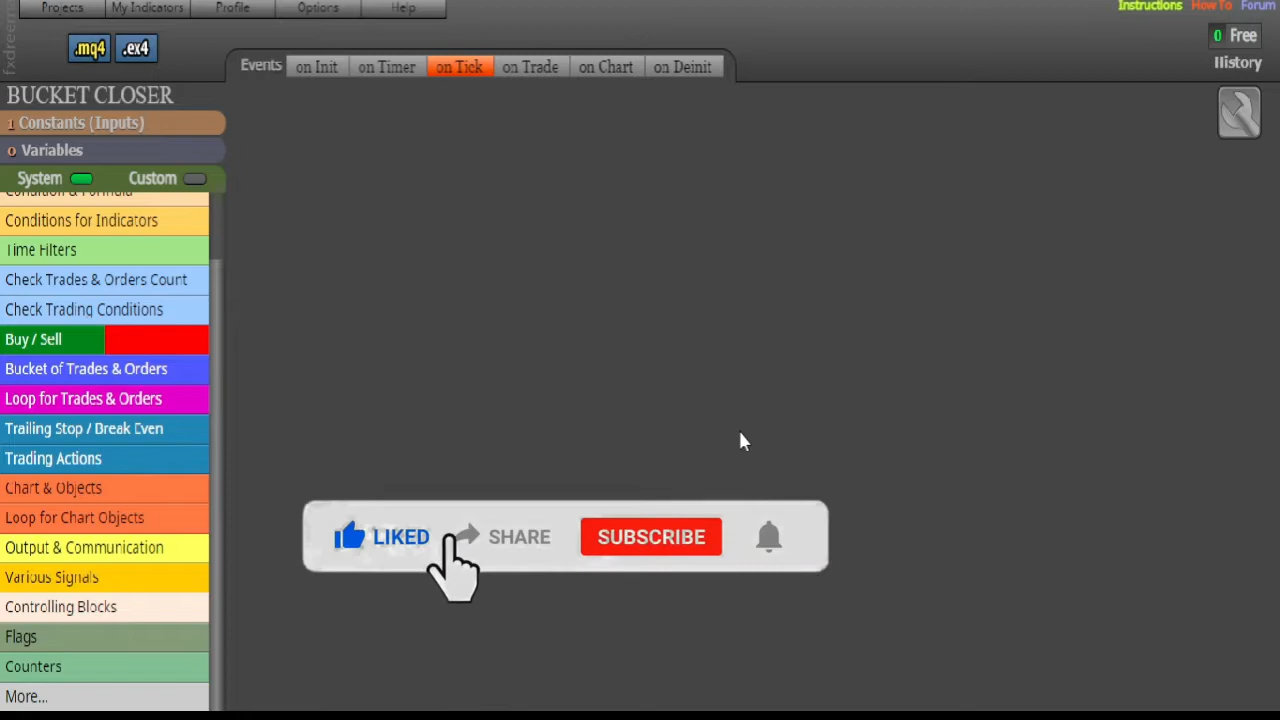 Projects My Indicators Profile Options Help
Instructions How To Forum
fxdreema
.mq4 .ex4
0 Free
History
Events on Init on Timer on Tick on Trade on Chart on Deinit
BUCKET CLOSER
1 Constants (Inputs)
0 Variables
System Custom
Condition & Formula
Conditions for Indicators
Time Filters
Check Trades & Orders Count
Check Trading Conditions
Buy / Sell
Bucket of Trades & Orders
Loop for Trades & Orders
Trailing Stop / Break Even
Trading Actions
Chart & Objects
Loop for Chart Objects
LIKED SHARE SUBSCRIBE
Output & Communication
Various Signals
Controlling Blocks
Flags
Counters
More...